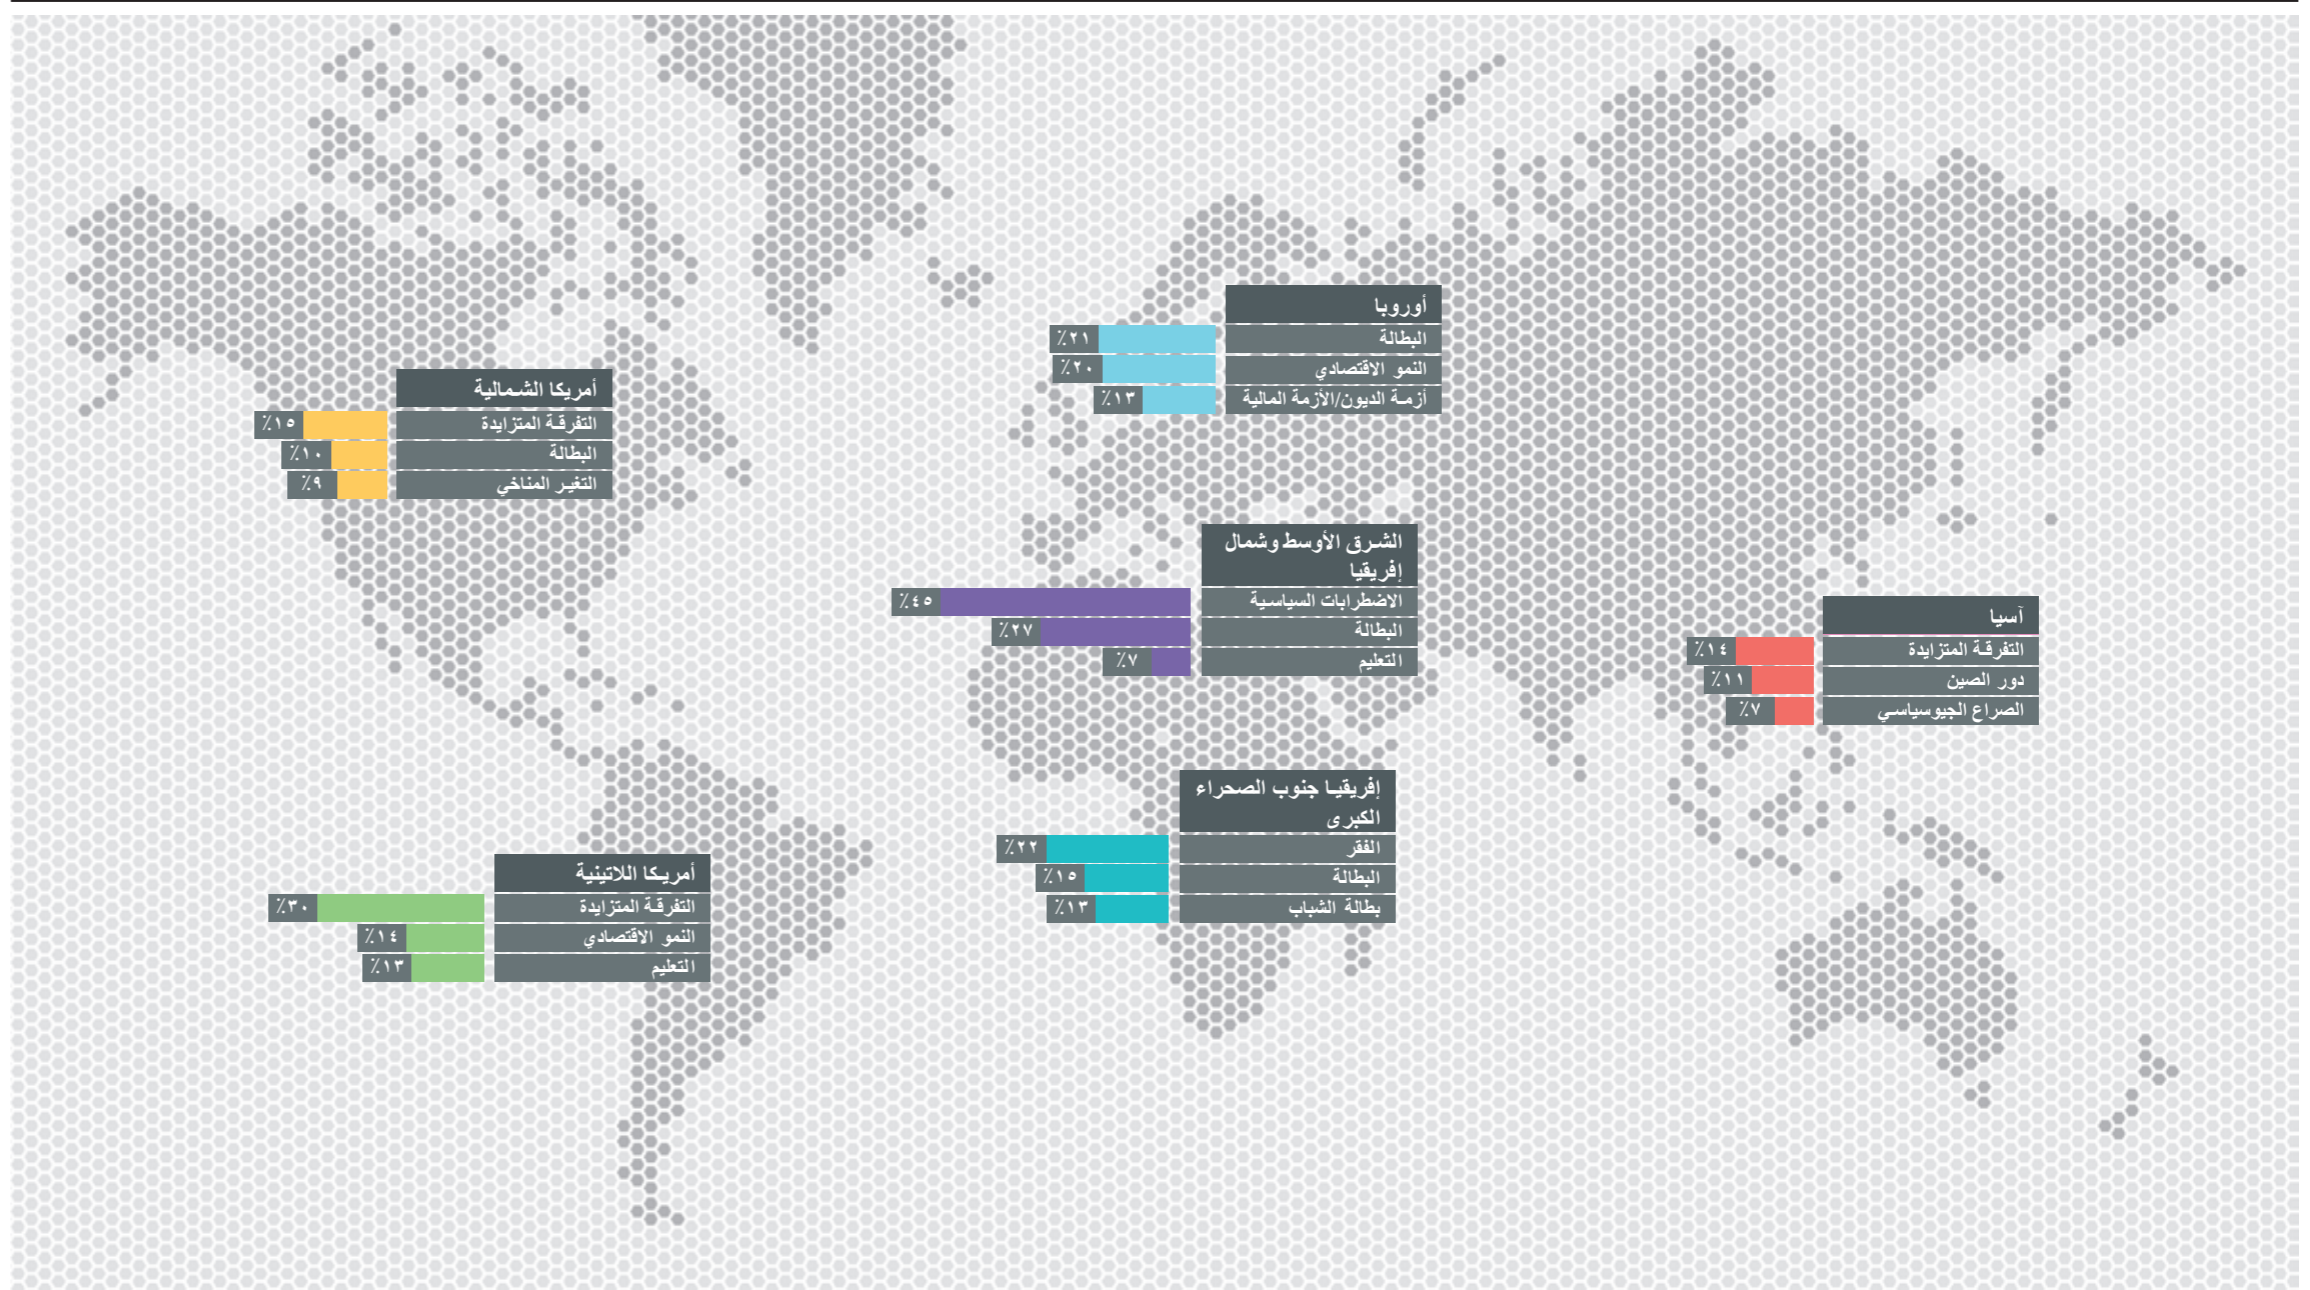 أوروبا
البطالة ٢١٪
النمو الاقتصادي ٢٠٪
أزمة الديون/الأزمة المالية ١٣٪
أمريكا الشمالية
التفرقة المتزايدة ١٥٪
البطالة ١٠٪
التغير المناخي ٩٪
الشرق الأوسط وشمال
إفريقيا
الاضطرابات السياسية ٤٥٪
البطالة ٢٧٪
التعليم ٧٪
آسيا
التفرقة المتزايدة ١٤٪
دور الصين ١١٪
الصراع الجيوسياسي ٧٪
إفريقيا جنوب الصحراء
الكبرى
الفقر ٢٢٪
البطالة ١٥٪
بطالة الشباب ١٣٪
أمريكا اللاتينية
التفرقة المتزايدة ٣٠٪
النمو الاقتصادي ١٤٪
التعليم ١٣٪